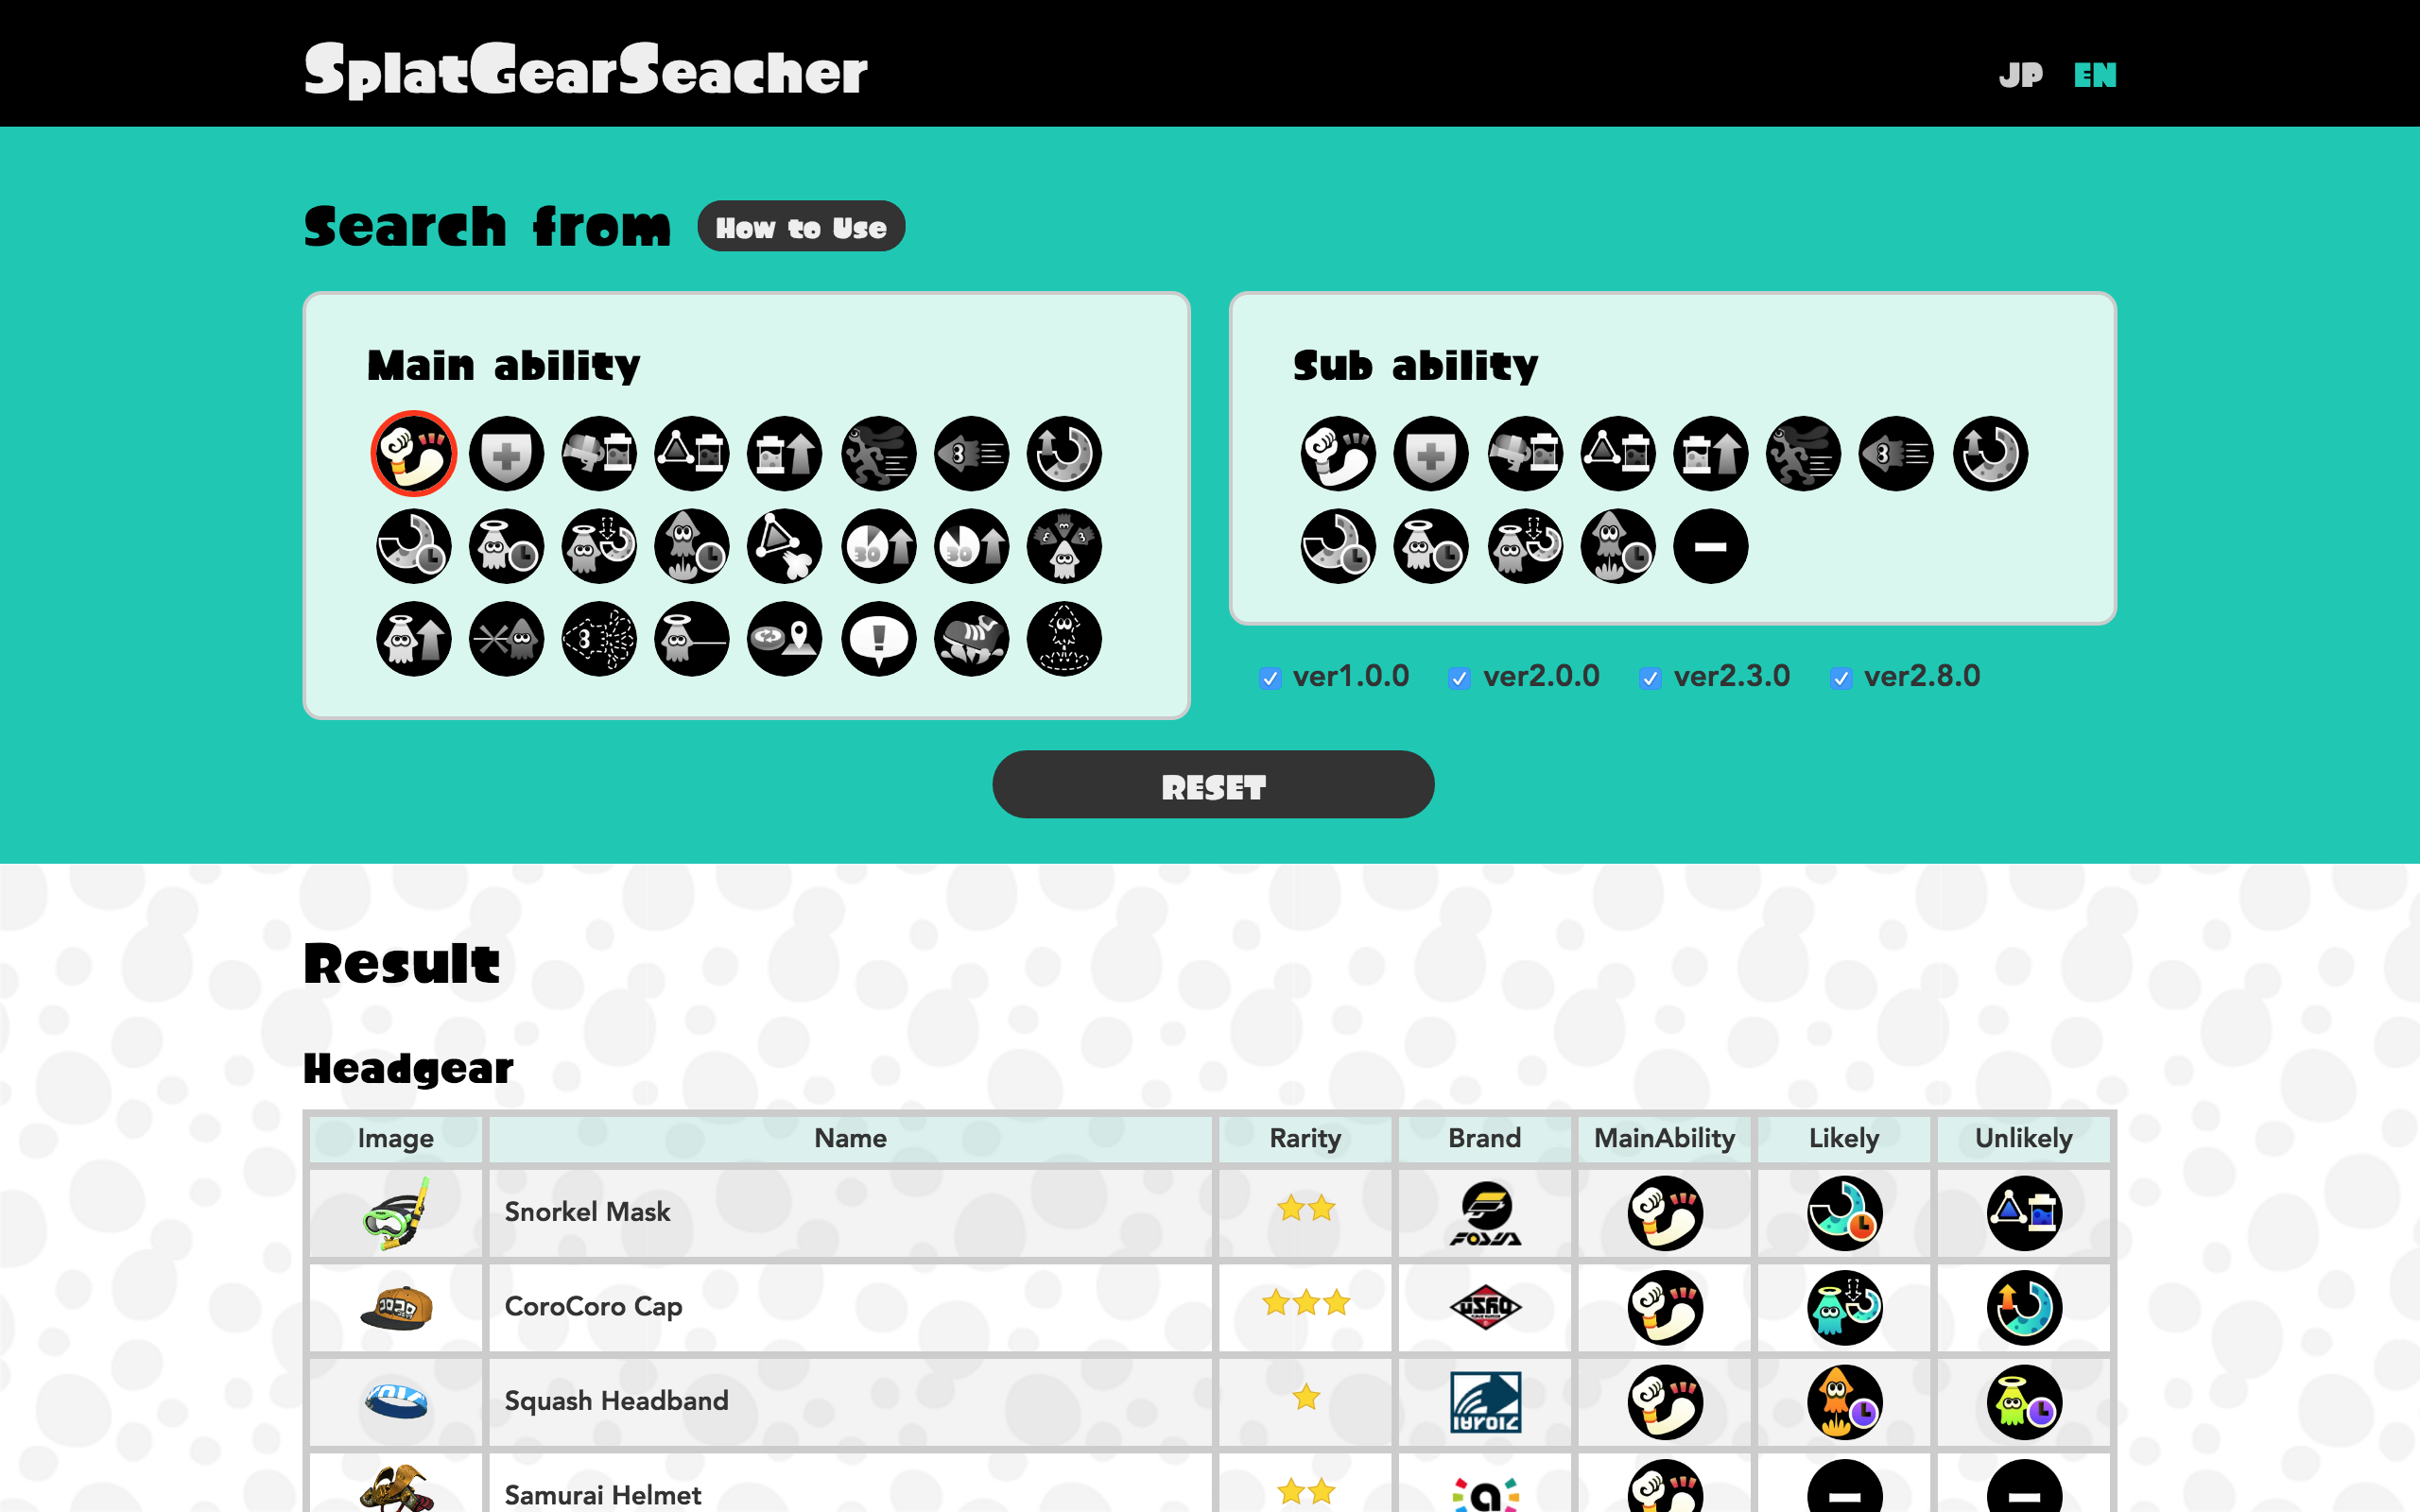 SplatGearSeacher
JP EN
Search from How to Use
Main ability
Sub ability
30 30
ver1.0.0 ver2.0.0 ver2.3.0 ver2.8.0
RESET
Result
Headgear
Image Name Rarity Brand MainAbility Likely Unlikely
Snorkel Mask
CoroCoro Cap
Squash Headband
Samurai Helmet